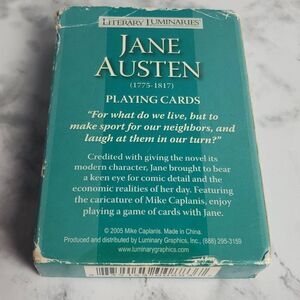 LITERARY LUMINARIES®
JANE
AUSTEN
(1775-1817)
PLAYING CARDS
"For what do we live, but to
make sport for our neighbors, and
laugh at them in our turn?"
Credited with giving the novel its
modern character, Jane brought to bear
a keen eye for comic detail and the
economic realities of her day. Featuring
the caricature of Mike Caplanis, enjoy
playing a game of cards with Jane.
© 2005 Mike Caplanis. Made in China.
Produced and distributed by Luminary Graphics, Inc., (888) 295-3159
www.luminarygraphics.com